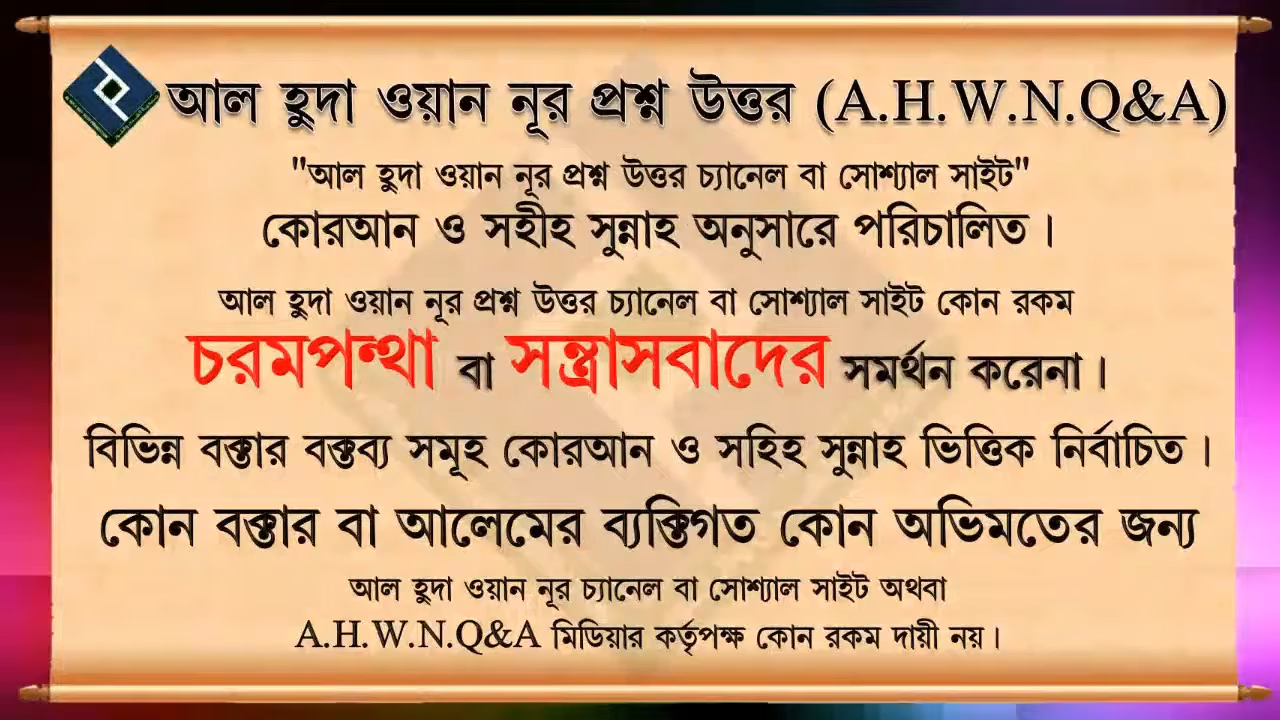 আল হুদা ওয়ান নূর প্রশ্ন উত্তর (A.H.W.N.Q&A)
"আল হুদা ওয়ান নূর প্রশ্ন উত্তর চ্যানেল বা সোশ্যাল সাইট"
কোরআন ও সহীহ সুন্নাহ অনুসারে পরিচালিত।
আল হুদা ওয়ান নূর প্রশ্ন উত্তর চ্যানেল বা সোশ্যাল সাইট কোন রকম
চরমপন্থা বা সন্ত্রাসবাদের সমর্থন করেনা।
বিভিন্ন বক্তার বক্তব্য সমূহ কোরআন ও সহিহ সুন্নাহ ভিত্তিক নির্বাচিত।
কোন বক্তার বা আলেমের ব্যক্তিগত কোন অভিমতের জন্য
আল হুদা ওয়ান নূর চ্যানেল বা সোশ্যাল সাইট অথবা
A.H.W.N.Q&A মিডিয়ার কর্তৃপক্ষ কোন রকম দায়ী নয়।